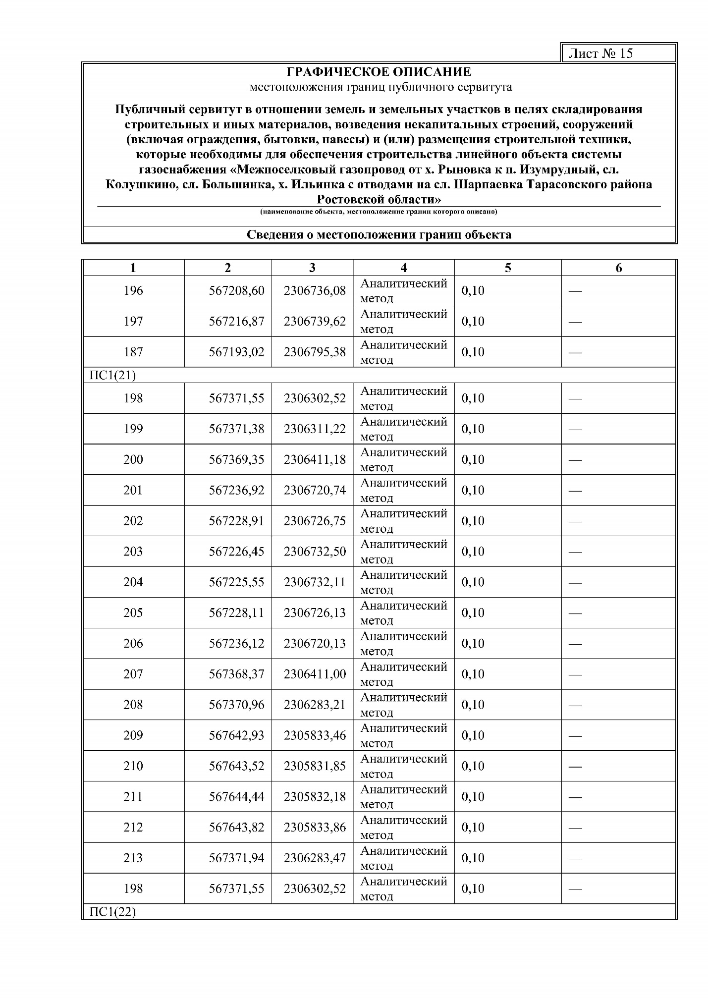 Лист № 15
ГРАФИЧЕСКОЕ ОПИСАНИЕ
местоположения границ публичного сервитута
Публичный сервитут в отношении земель и земельных участков в целях складирования
строительных и иных материалов, возведения некапитальных строений, сооружений
(включая ограждения, бытовки, навесы) и (или) размещения строительной техники,
которые необходимы для обеспечения строительства линейного объекта системы
газоснабжения «Межпоселковый газопровод от х. Рыновка к п. Изумрудный, сл.
Колушкино, сл. Большинка, х. Ильинка с отводами на сл. Шарпаевка Тарасовского района
Ростовской области»
(наименование объекта, местоположение границ которого описано)
Сведения о местоположении границ объекта
1 2 3 4 5 6
196 567208,60 2306736,08 Аналитический метод 0,10 —
197 567216,87 2306739,62 Аналитический метод 0,10 —
187 567193,02 2306795,38 Аналитический метод 0,10 —
ПС1(21)
198 567371,55 2306302,52 Аналитический метод 0,10 —
199 567371,38 2306311,22 Аналитический метод 0,10 —
200 567369,35 2306411,18 Аналитический метод 0,10 —
201 567236,92 2306720,74 Аналитический метод 0,10 —
202 567228,91 2306726,75 Аналитический метод 0,10 —
203 567226,45 2306732,50 Аналитический метод 0,10 —
204 567225,55 2306732,11 Аналитический метод 0,10 —
205 567228,11 2306726,13 Аналитический метод 0,10 —
206 567236,12 2306720,13 Аналитический метод 0,10 —
207 567368,37 2306411,00 Аналитический метод 0,10 —
208 567370,96 2306283,21 Аналитический метод 0,10 —
209 567642,93 2305833,46 Аналитический метод 0,10 —
210 567643,52 2305831,85 Аналитический метод 0,10 —
211 567644,44 2305832,18 Аналитический метод 0,10 —
212 567643,82 2305833,86 Аналитический метод 0,10 —
213 567371,94 2306283,47 Аналитический метод 0,10 —
198 567371,55 2306302,52 Аналитический метод 0,10 —
ПС1(22)